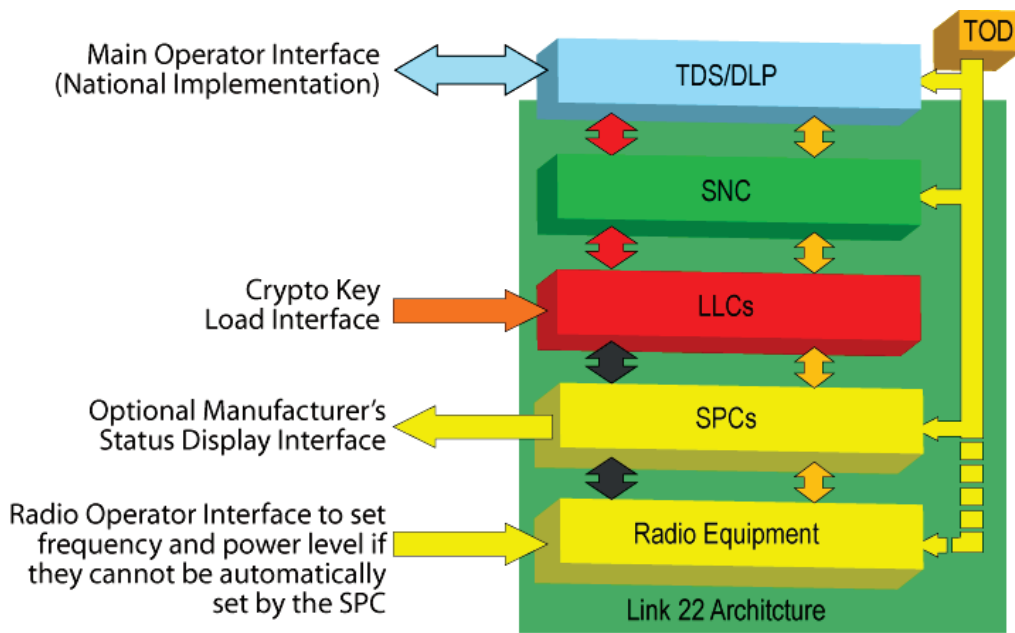 TOD
Main Operator Interface
(National Implementation)
TDS/DLP
SNC
Crypto Key
Load Interface
LLCs
Optional Manufacturer's
Status Display Interface
SPCs
Radio Operator Interface to set
frequency and power level if
they cannot be automatically
set by the SPC
Radio Equipment
Link 22 Architcture